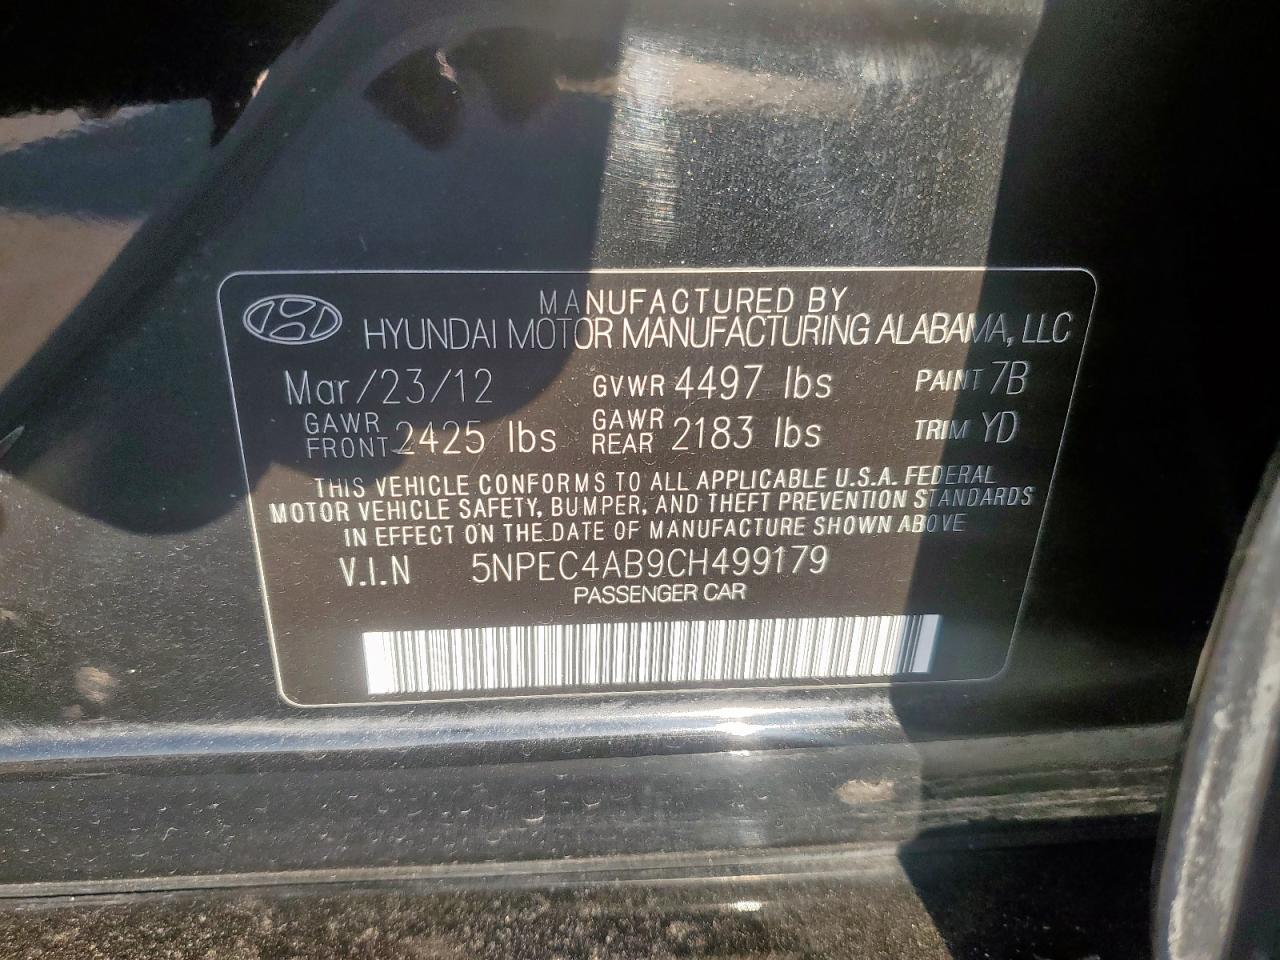 MANUFACTURED BY
HYUNDAI MOTOR MANUFACTURING ALABAMA, LLC
Mar/23/12 GVWR 4497 lbs PAINT 7B
GAWR FRONT 2425 lbs GAWR REAR 2183 lbs TRIM YD
THIS VEHICLE CONFORMS TO ALL APPLICABLE U.S.A. FEDERAL
MOTOR VEHICLE SAFETY, BUMPER, AND THEFT PREVENTION STANDARDS
IN EFFECT ON THE DATE OF MANUFACTURE SHOWN ABOVE
V.I.N 5NPEC4AB9CH499179
PASSENGER CAR